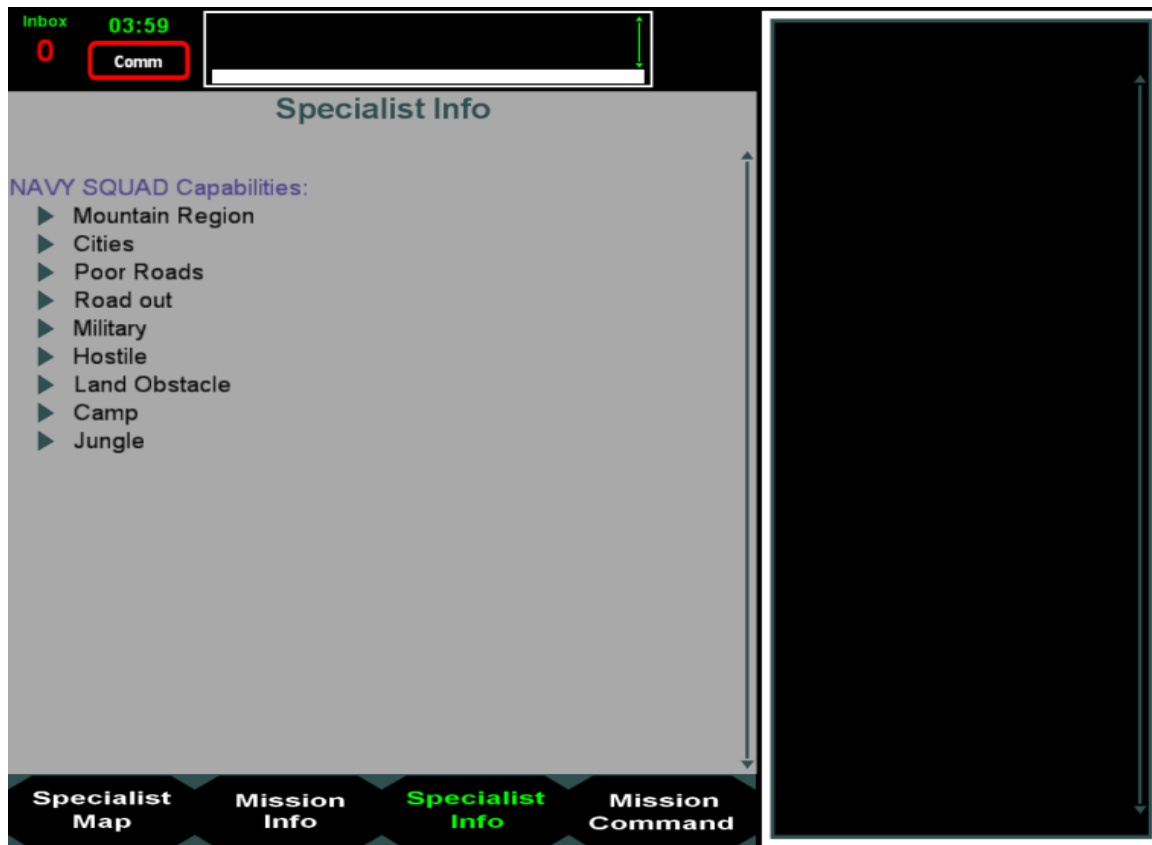 Inbox
03:59
0
Comm
Specialist Info
NAVY SQUAD Capabilities:
Mountain Region
Cities
Poor Roads
Road out
Military
Hostile
Land Obstacle
Camp
Jungle
Specialist
Map
Mission
Info
Specialist
Info
Mission
Command